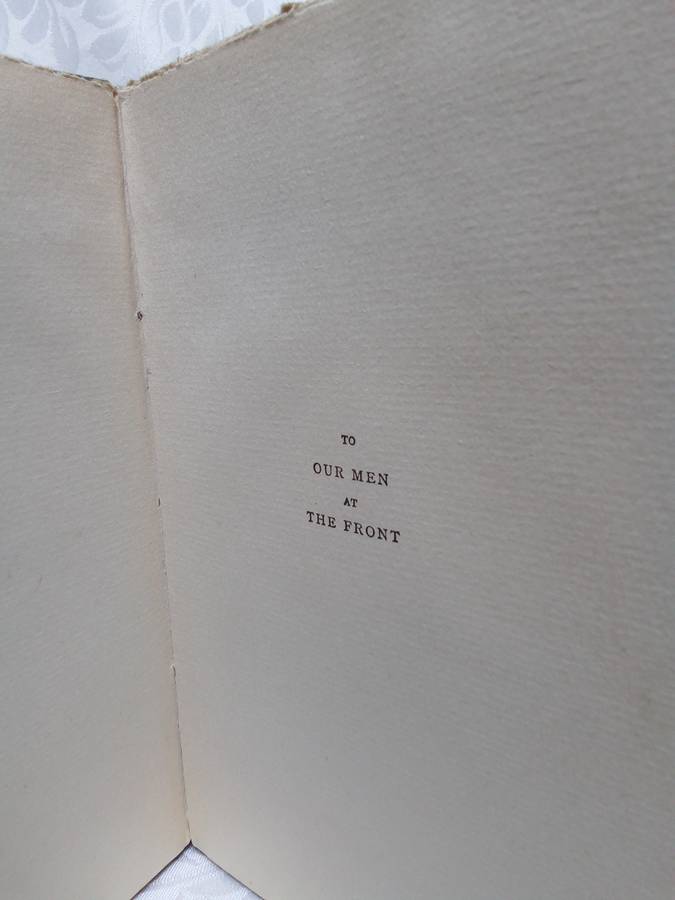 TO
OUR MEN
AT
THE FRONT